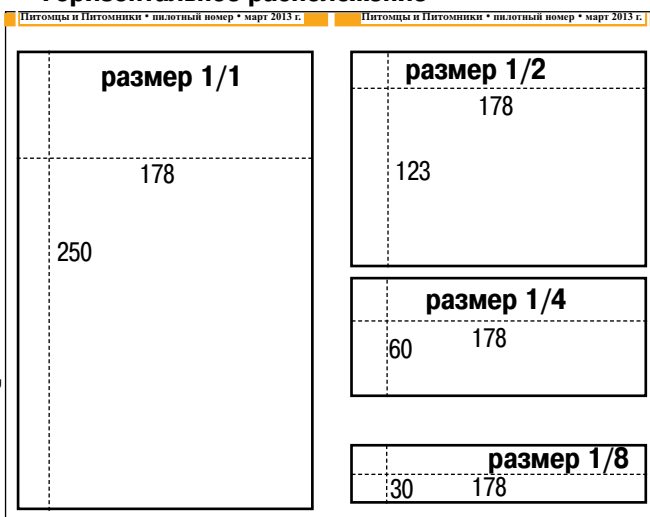 Горизонтальное расположение
Питомцы и Питомники • пилотный номер • март 2013 г.
Питомцы и Питомники • пилотный номер • март 2013 г.
размер 1/1
178
250
размер 1/2
178
123
размер 1/4
178
60
размер 1/8
30
178